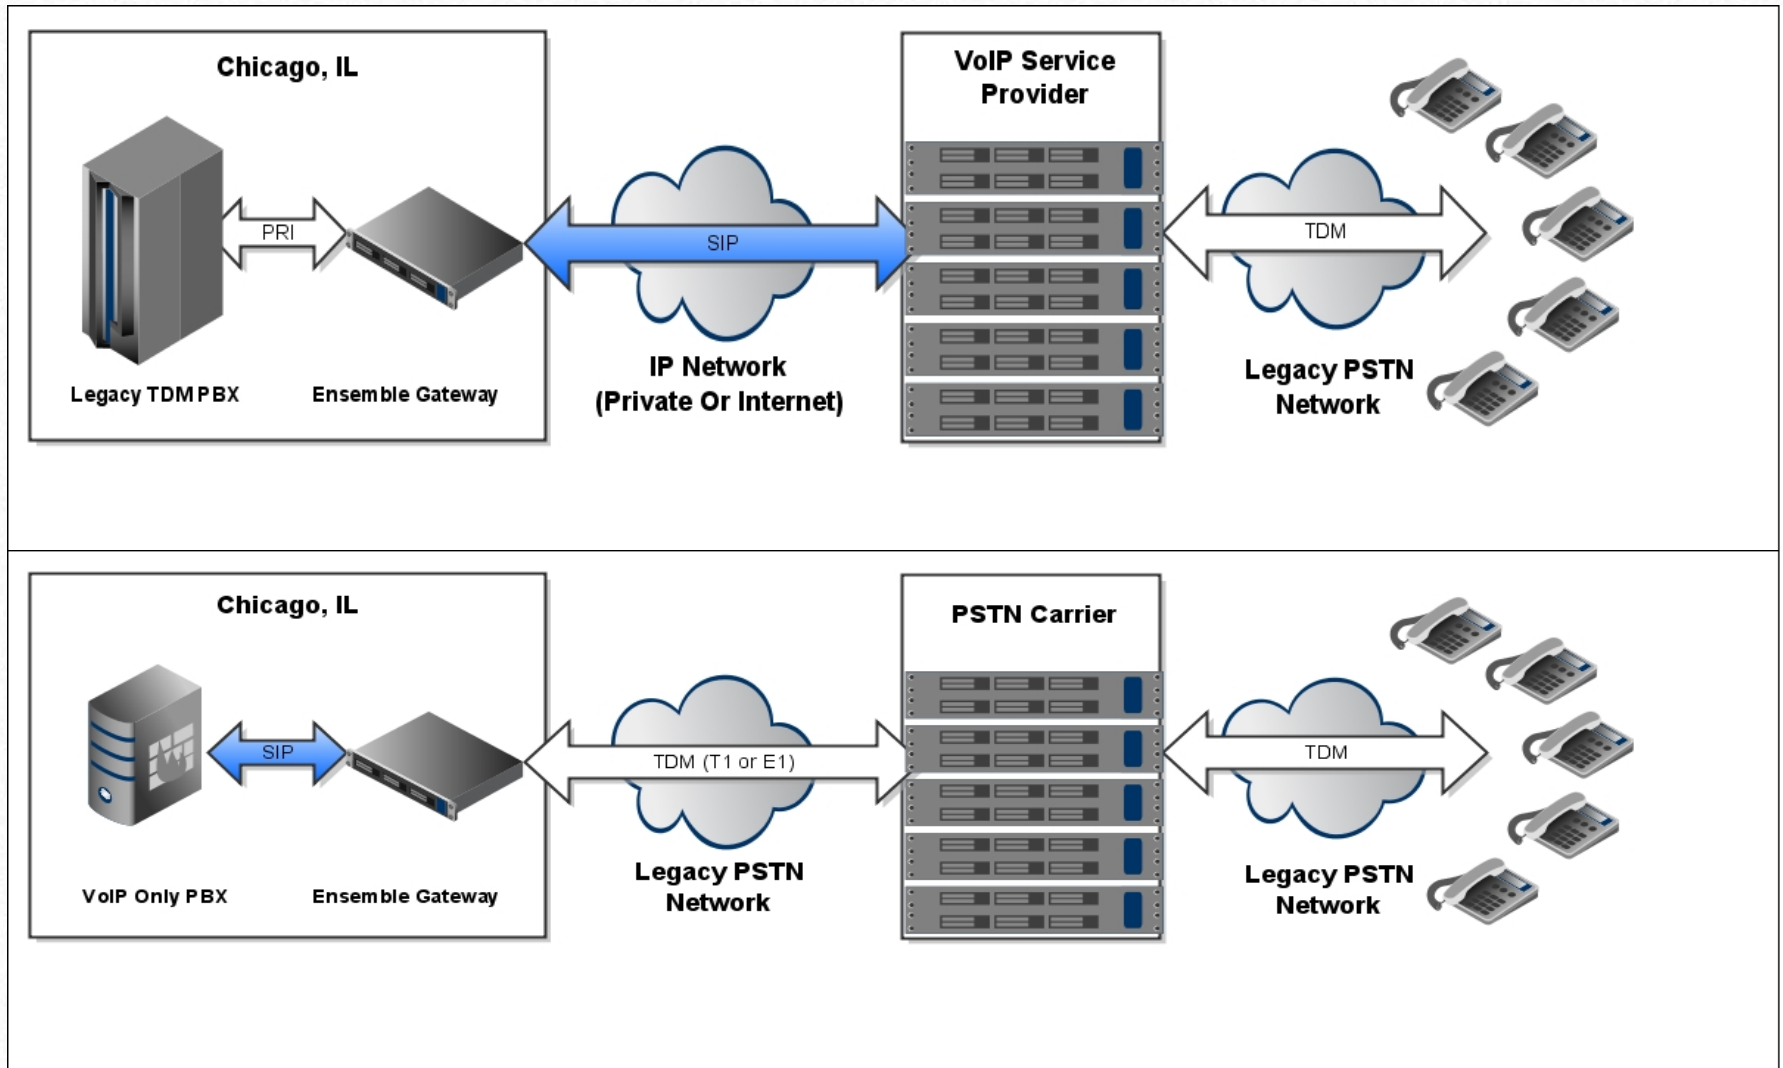 Chicago, IL
VoIP Service
Provider
PRI
SIP
TDM
Legacy TDM PBX
Ensemble Gateway
IP Network
(Private Or Internet)
Legacy PSTN
Network
Chicago, IL
PSTN Carrier
SIP
TDM (T1 or E1)
TDM
VoIP Only PBX
Ensemble Gateway
Legacy PSTN
Network
Legacy PSTN
Network